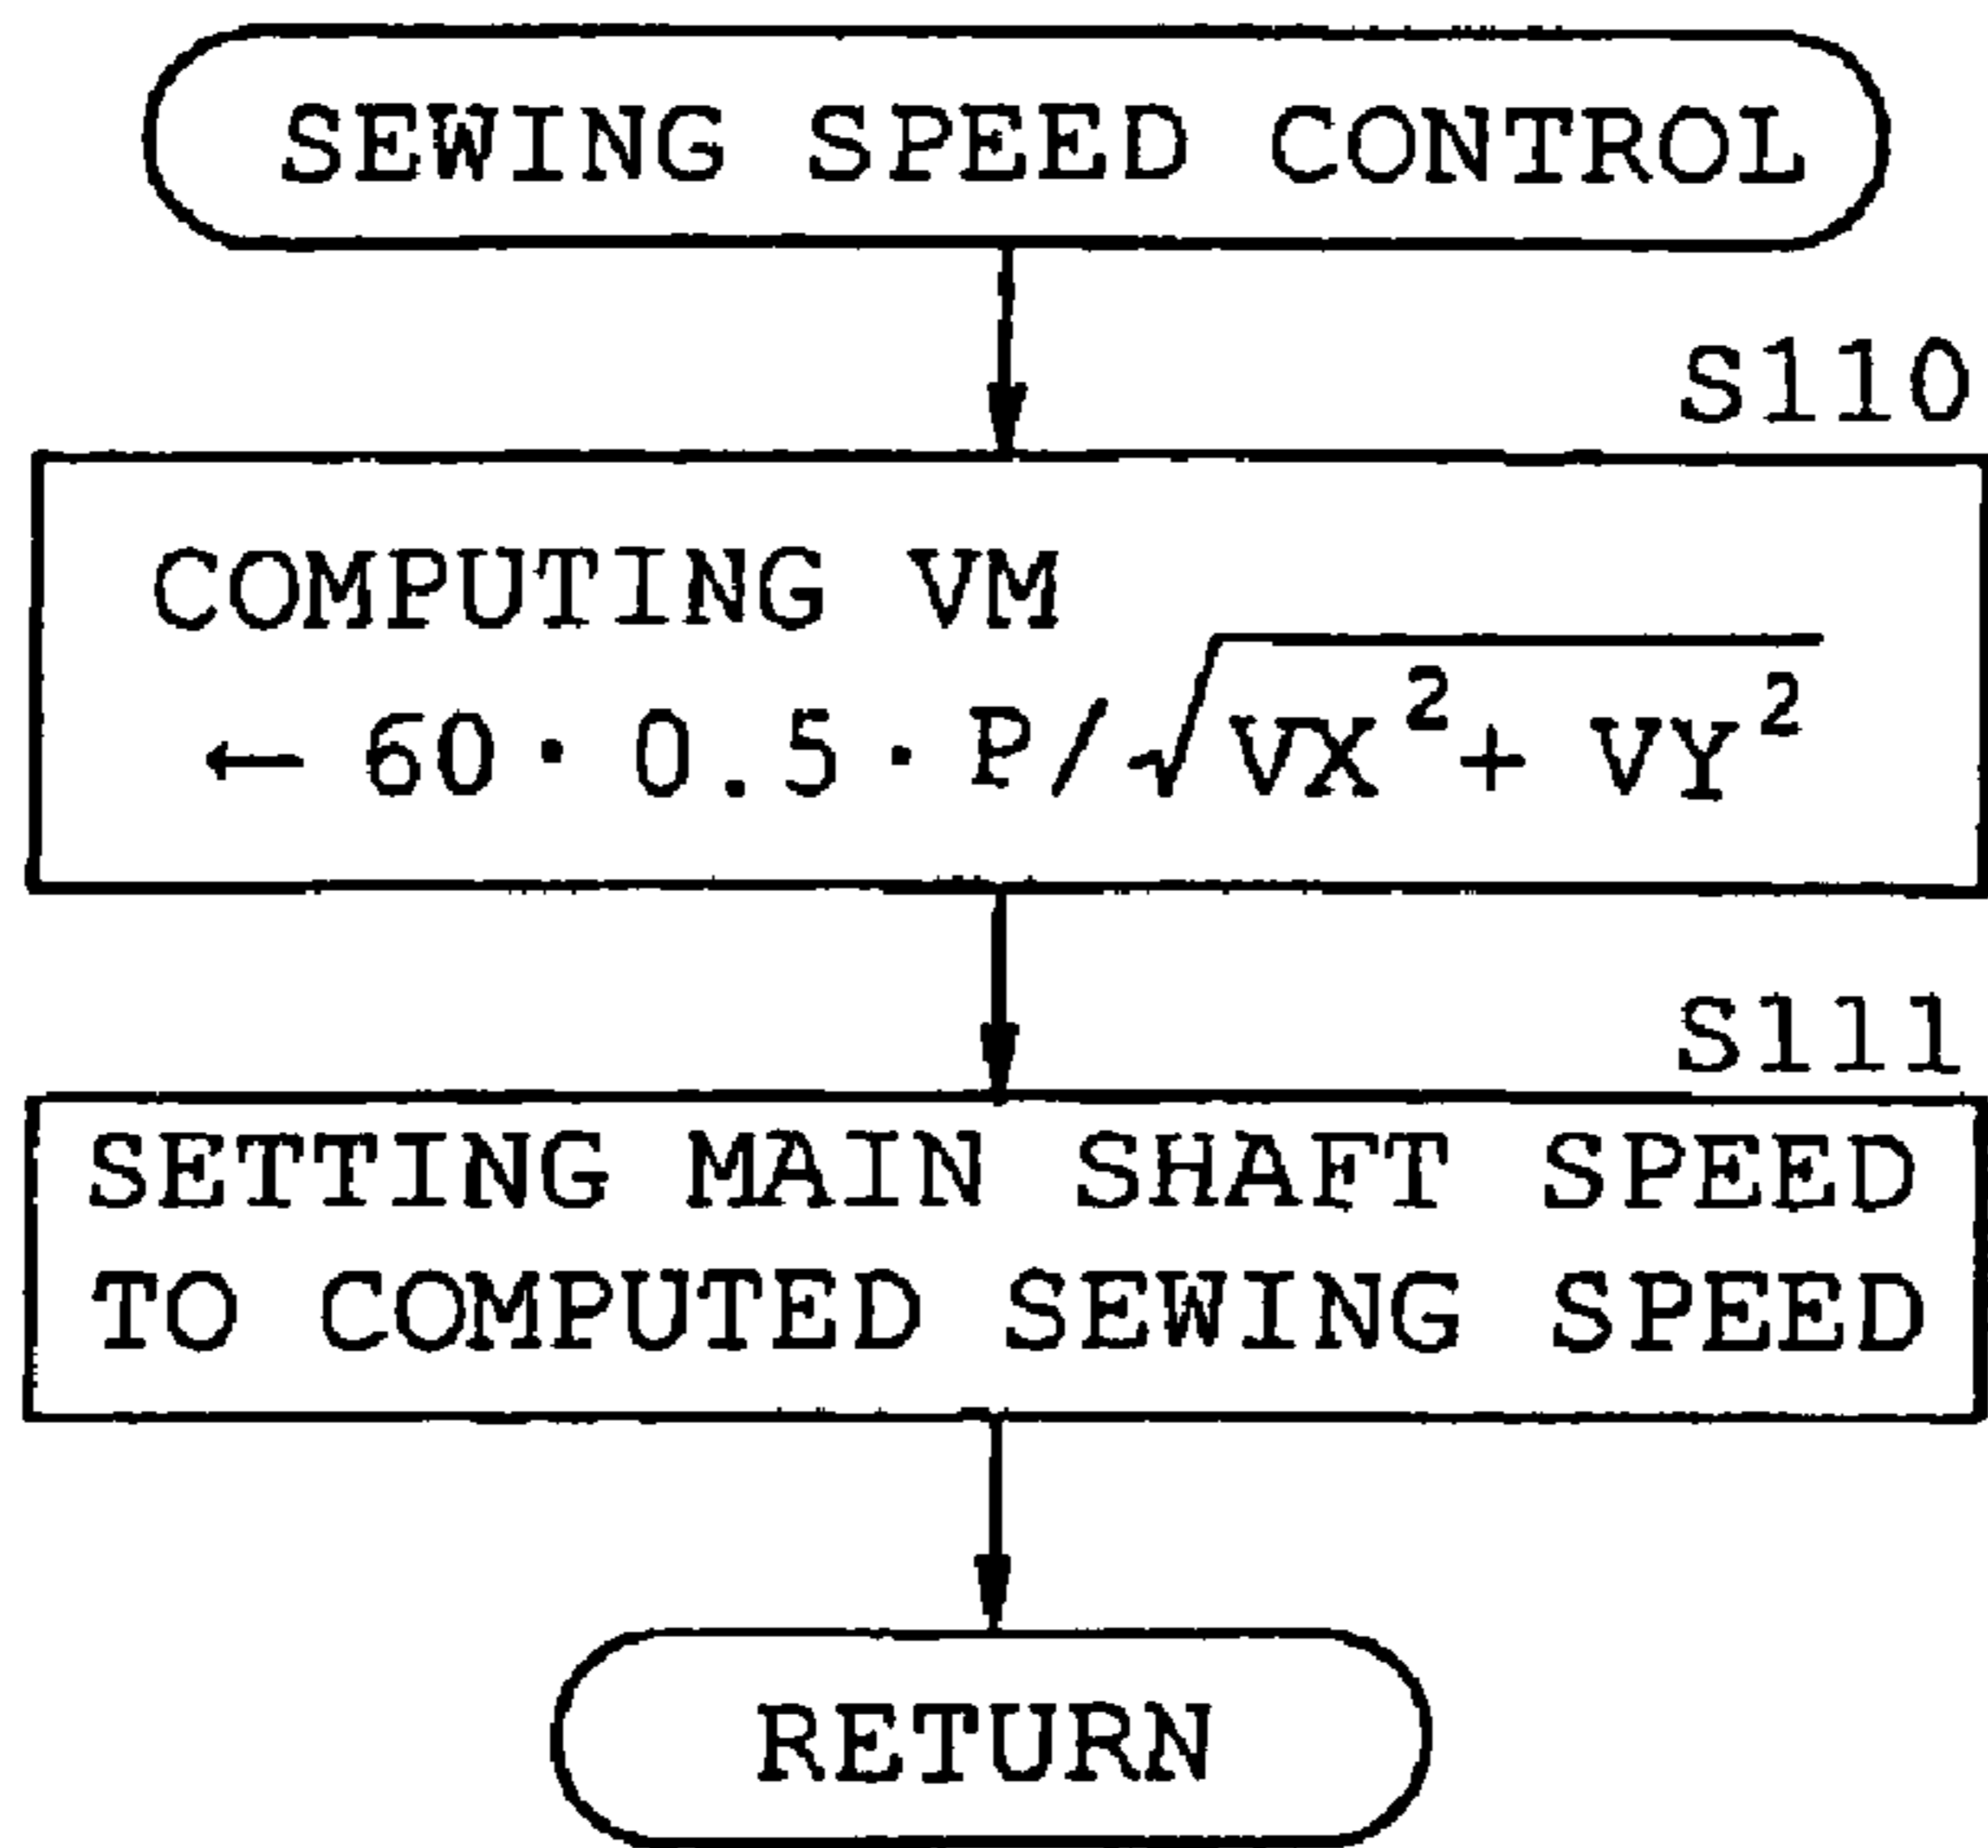 SEWING SPEED CONTROL
S110
COMPUTING VM
← 60・0.5・P/√VX²+ VY²
S111
SETTING MAIN SHAFT SPEED
TO COMPUTED SEWING SPEED
RETURN